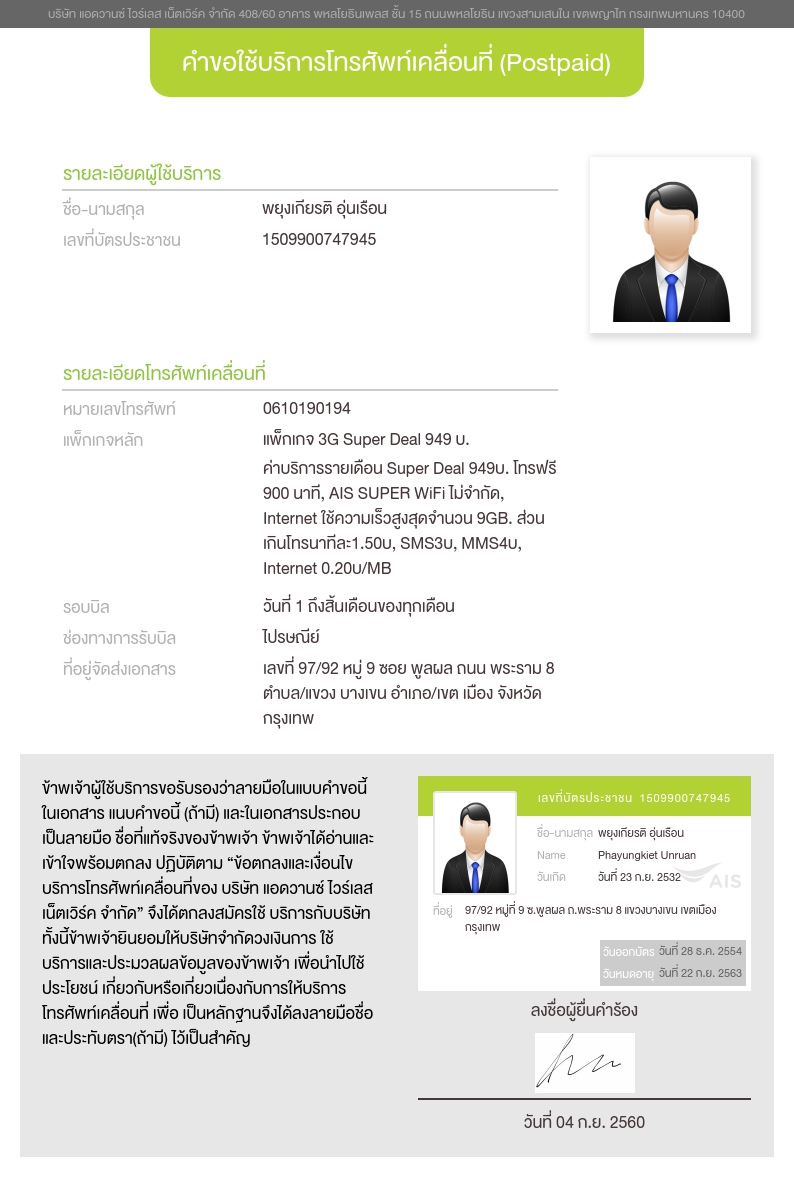 บริษัท แอดวานซ์ ไวร์เลส เน็ตเวิร์ค จำกัด 408/60 อาคาร พหลโยธินเพลส ชั้น 15 ถนนพหลโยธิน แขวงสามเสนใน เขตพญาไท กรุงเทพมหานคร 10400
คำขอใช้บริการโทรศัพท์เคลื่อนที่ (Postpaid)
รายละเอียดผู้ใช้บริการ
ชื่อ-นามสกุล พยุงเกียรติ อุ่นเรือน
เลขที่บัตรประชาชน 1509900747945
รายละเอียดโทรศัพท์เคลื่อนที่
หมายเลขโทรศัพท์ 0610190194
แพ็กเกจหลัก แพ็กเกจ 3G Super Deal 949 บ.
ค่าบริการรายเดือน Super Deal 949บ. โทรฟรี
900 นาที, AIS SUPER WiFi ไม่จำกัด,
Internet ใช้ความเร็วสูงสุดจำนวน 9GB. ส่วน
เกินโทรนาทีละ1.50บ, SMS3บ, MMS4บ,
Internet 0.20บ/MB
รอบบิล วันที่ 1 ถึงสิ้นเดือนของทุกเดือน
ช่องทางการรับบิล ไปรษณีย์
ที่อยู่จัดส่งเอกสาร เลขที่ 97/92 หมู่ 9 ซอย พูลผล ถนน พระราม 8
ตำบล/แขวง บางเขน อำเภอ/เขต เมือง จังหวัด
กรุงเทพ
ข้าพเจ้าผู้ใช้บริการขอรับรองว่าลายมือในแบบคำขอนี้
ในเอกสาร แนบคำขอนี้ (ถ้ามี) และในเอกสารประกอบ
เป็นลายมือ ชื่อที่แท้จริงของข้าพเจ้า ข้าพเจ้าได้อ่านและ
เข้าใจพร้อมตกลง ปฏิบัติตาม “ข้อตกลงและเงื่อนไข
บริการโทรศัพท์เคลื่อนที่ของ บริษัท แอดวานซ์ ไวร์เลส
เน็ตเวิร์ค จำกัด” จึงได้ตกลงสมัครใช้ บริการกับบริษัท
ทั้งนี้ข้าพเจ้ายินยอมให้บริษัทจำกัดวงเงินการ ใช้
บริการและประมวลผลข้อมูลของข้าพเจ้า เพื่อนำไปใช้
ประโยชน์ เกี่ยวกับหรือเกี่ยวเนื่องกับการให้บริการ
โทรศัพท์เคลื่อนที่ เพื่อ เป็นหลักฐานจึงได้ลงลายมือชื่อ
และประทับตรา(ถ้ามี) ไว้เป็นสำคัญ
เลขที่บัตรประชาชน 1509900747945
ชื่อ-นามสกุล พยุงเกียรติ อุ่นเรือน
Name Phayungkiet Unruan
วันเกิด วันที่ 23 ก.ย. 2532
AIS
ที่อยู่ 97/92 หมู่ที่ 9 ซ.พูลผล ถ.พระราม 8 แขวงบางเขน เขตเมือง
กรุงเทพ
วันออกบัตร วันที่ 28 ธ.ค. 2554
วันหมดอายุ วันที่ 22 ก.ย. 2563
ลงชื่อผู้ยื่นคำร้อง
วันที่ 04 ก.ย. 2560